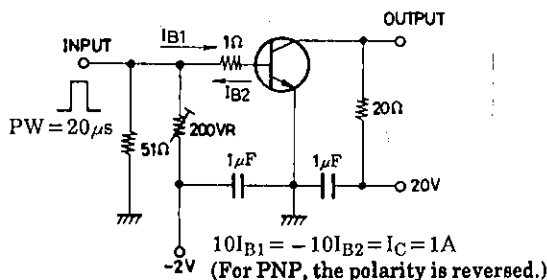 OUTPUT
INPUT
IB1
1Ω
IB2
PW=20μs
51Ω
200VR
20Ω
1μF
1μF
20V
-2V
10IB1=-10IB2=IC=1A
(For PNP, the polarity is reversed.)